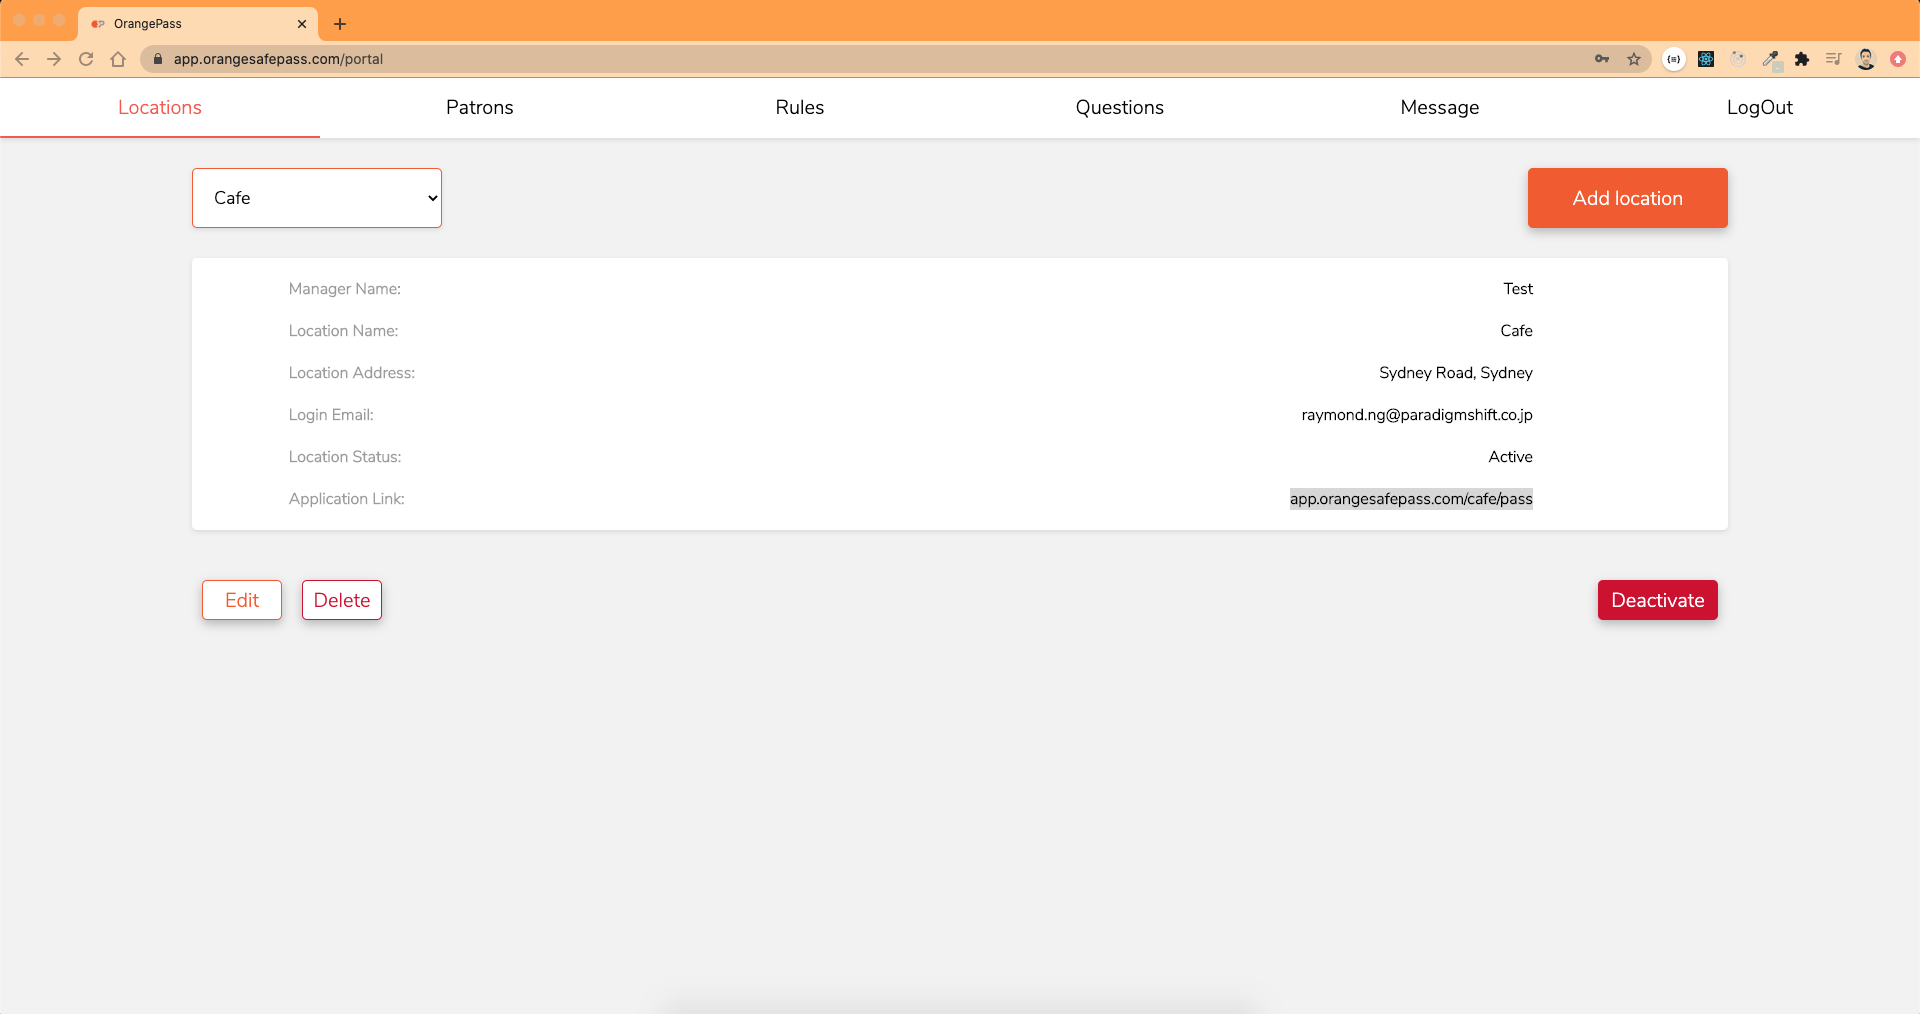 OrangePass
app.orangesafepass.com/portal
Locations
Patrons
Rules
Questions
Message
LogOut
Cafe
Add location
Manager Name:
Test
Location Name:
Cafe
Location Address:
Sydney Road, Sydney
Login Email:
raymond.ng@paradigmshift.co.jp
Location Status:
Active
Application Link:
app.orangesafepass.com/cafe/pass
Edit
Delete
Deactivate